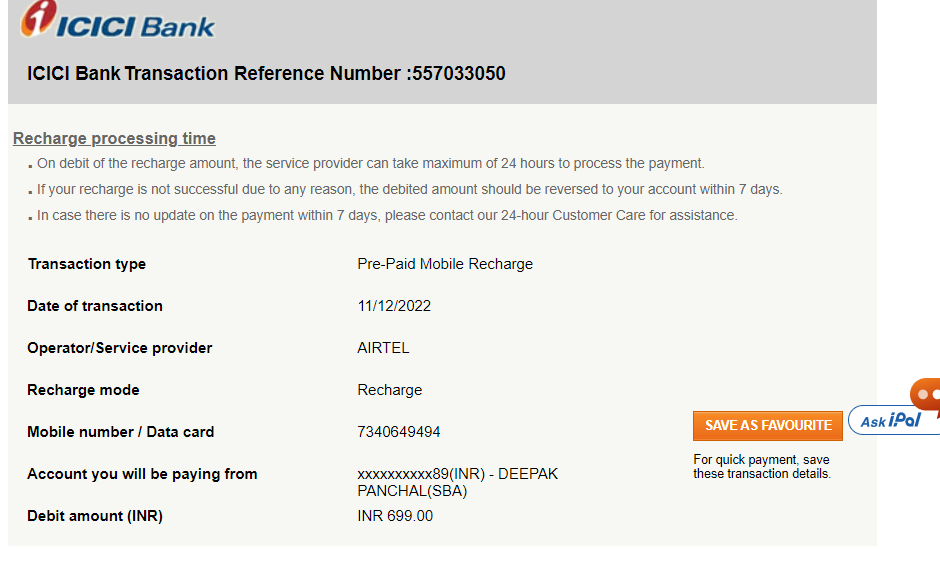 ICICI Bank
ICICI Bank Transaction Reference Number :557033050
Recharge processing time
. On debit of the recharge amount, the service provider can take maximum of 24 hours to process the payment.
. If your recharge is not successful due to any reason, the debited amount should be reversed to your account within 7 days.
. In case there is no update on the payment within 7 days, please contact our 24-hour Customer Care for assistance.
Transaction type Pre-Paid Mobile Recharge
Date of transaction 11/12/2022
Operator/Service provider AIRTEL
Recharge mode Recharge
Mobile number / Data card 7340649494
SAVE AS FAVOURITE
Ask iPal
For quick payment, save
these transaction details.
Account you will be paying from xxxxxxxxxx89(INR) - DEEPAK
PANCHAL(SBA)
Debit amount (INR) INR 699.00